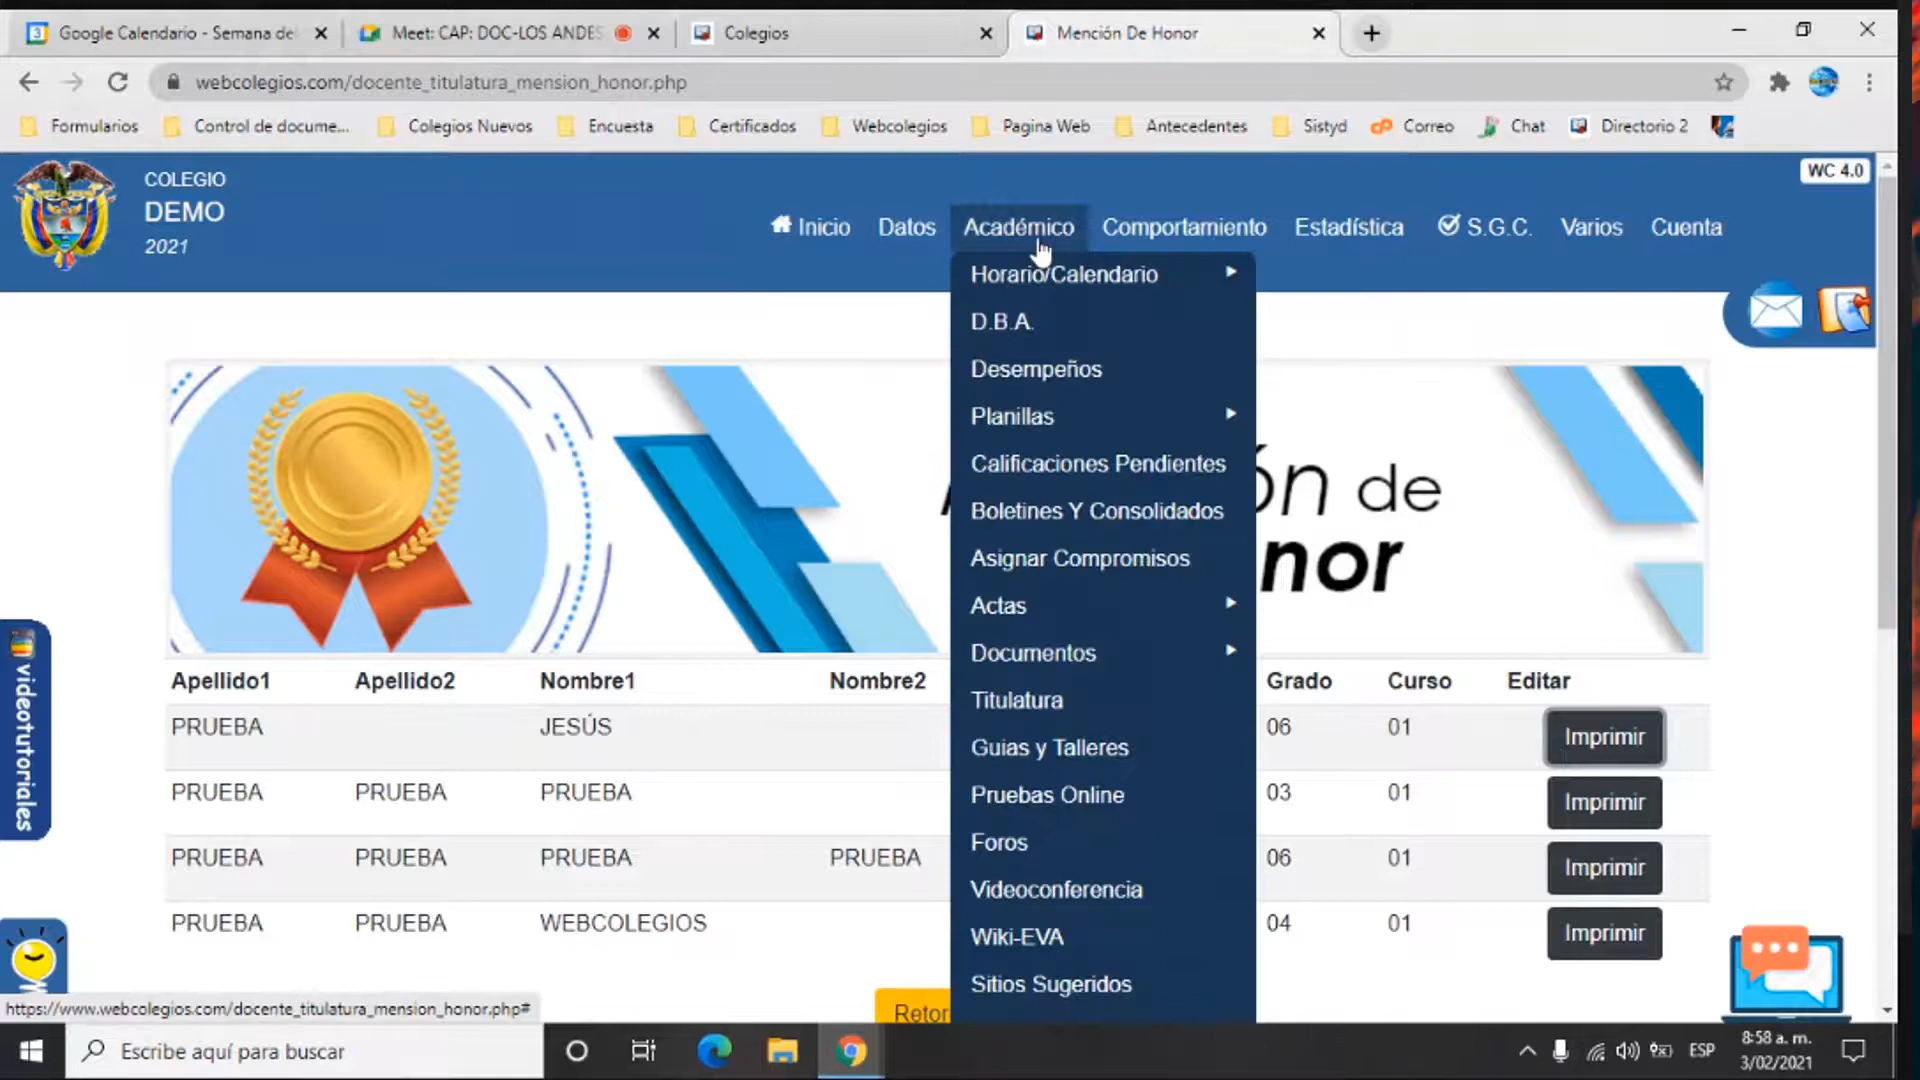 Google Calendario - Semana de
Meet: CAP: DOC-LOS ANDES
Colegios
Mención De Honor
webcolegios.com/docente_titulatura_mension_honor.php
Formularios
Control de docume...
Colegios Nuevos
Encuesta
Certificados
Webcolegios
Pagina Web
Antecedentes
Sistyd
Correo
Chat
Directorio 2
WC 4.0
COLEGIO
DEMO
2021
Inicio
Datos
Académico
Comportamiento
Estadística
S.G.C.
Varios
Cuenta
Horario/Calendario
D.B.A.
Desempeños
Planillas
Calificaciones Pendientes
Boletines Y Consolidados
Asignar Compromisos
Actas
Documentos
Titulatura
Guias y Talleres
Pruebas Online
Foros
Videoconferencia
Wiki-EVA
Sitios Sugeridos
ón de
nor
videotutoriales
Apellido1 Apellido2 Nombre1 Nombre2 Grado Curso Editar
PRUEBA JESÚS 06 01 Imprimir
PRUEBA PRUEBA PRUEBA 03 01 Imprimir
PRUEBA PRUEBA PRUEBA PRUEBA 06 01 Imprimir
PRUEBA PRUEBA WEBCOLEGIOS 04 01 Imprimir
Retor
https://www.webcolegios.com/docente_titulatura_mension_honor.php#
Escribe aquí para buscar
ESP
8:58 a. m.
3/02/2021